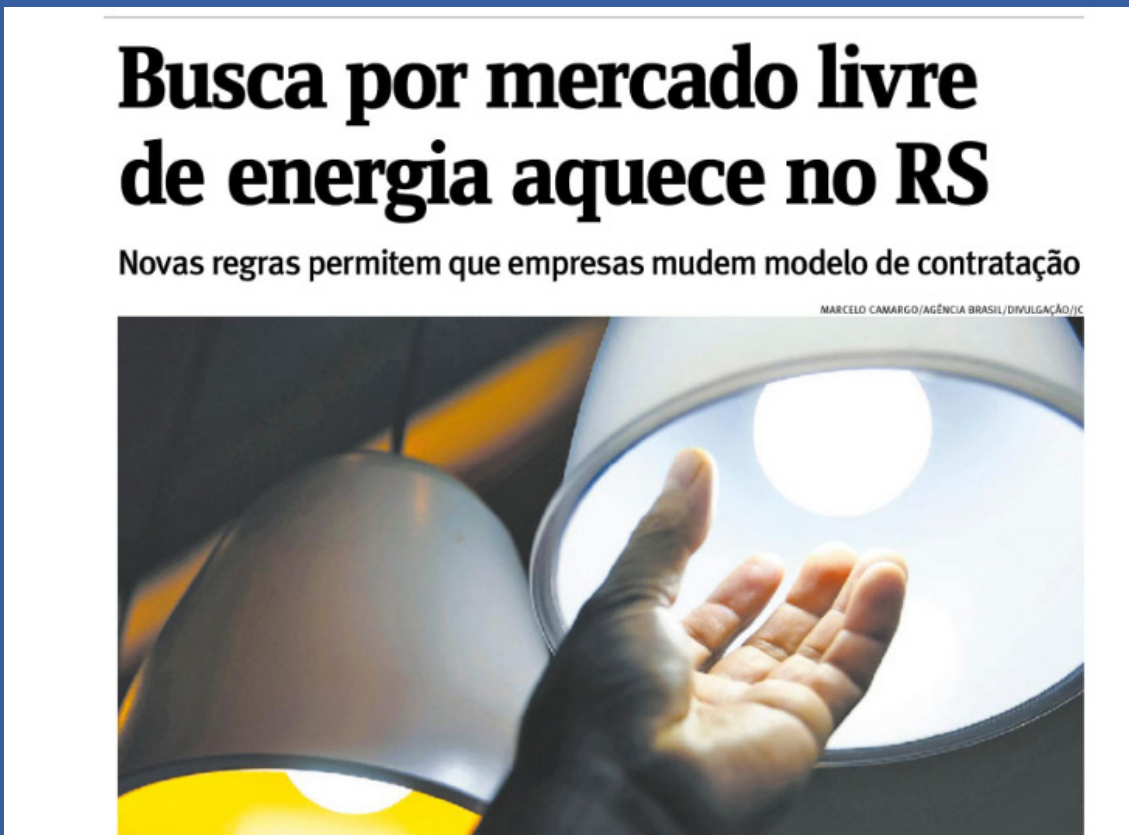 Busca por mercado livre
de energia aquece no RS
Novas regras permitem que empresas mudem modelo de contratação
MARCELO CAMARGO/AGÊNCIA BRASIL/DIVULGAÇÃO/JC